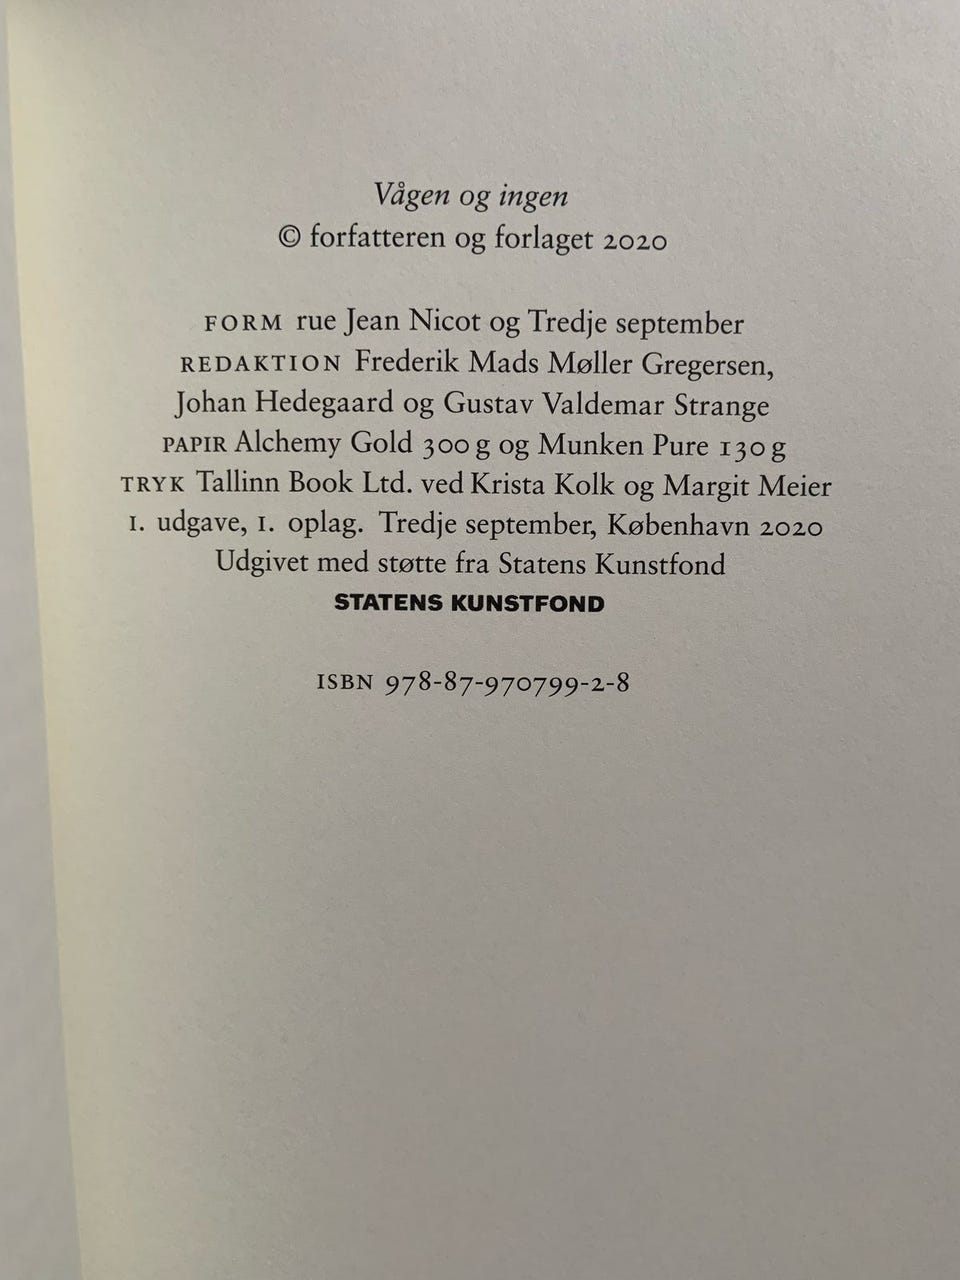 Vågen og ingen
© forfatteren og forlaget 2020
FORM rue Jean Nicot og Tredje september
REDAKTION Frederik Mads Møller Gregersen,
Johan Hedegaard og Gustav Valdemar Strange
PAPIR Alchemy Gold 300 g og Munken Pure 130 g
TRYK Tallinn Book Ltd. ved Krista Kolk og Margit Meier
1. udgave, 1. oplag. Tredje september, København 2020
Udgivet med støtte fra Statens Kunstfond
STATENS KUNSTFOND
ISBN 978-87-970799-2-8